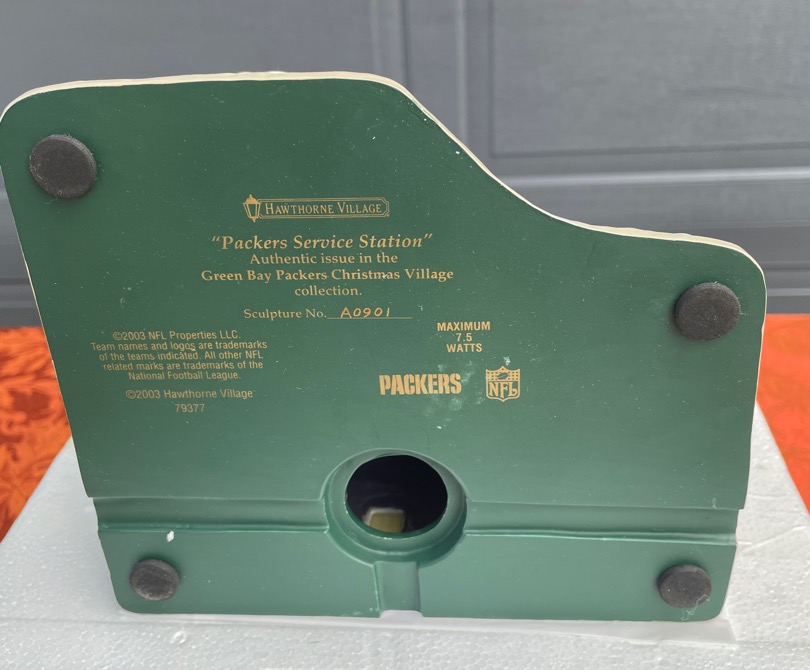 HAWTHORNE VILLAGE
"Packers Service Station"
Authentic issue in the
Green Bay Packers Christmas Village
collection.
Sculpture No. A0901
©2003 NFL Properties LLC.
Team names and logos are trademarks
of the teams indicated. All other NFL
related marks are trademarks of the
National Football League.
©2003 Hawthorne Village
79377
MAXIMUM
7.5
WATTS
PACKERS
NFL